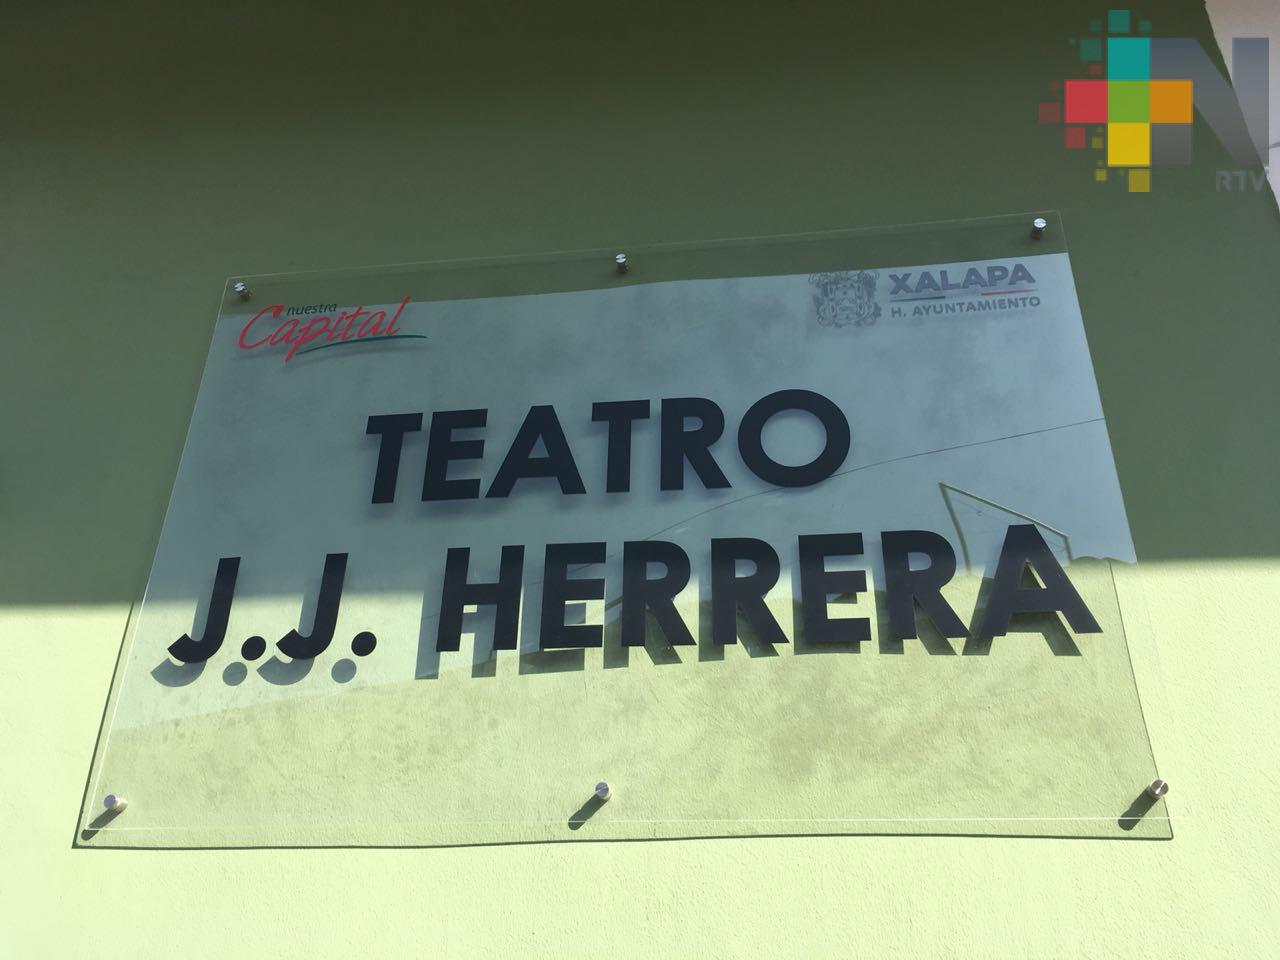 N
RTV
nuestra
Capital
XALAPA
H. AYUNTAMIENTO
TEATRO
J.J. HERRERA